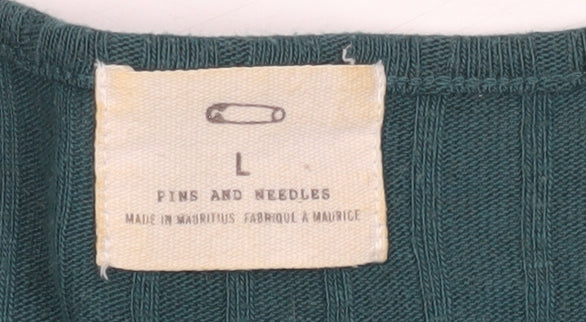 L
PINS AND NEEDLES
MADE IN MAURITIUS FABRIQUE A MAURICE